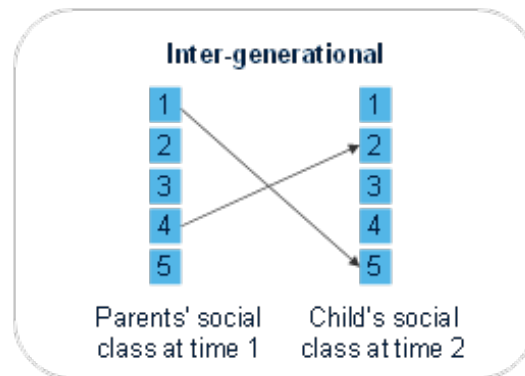 Inter-generational
1 1
2 2
3 3
4 4
5 5
Parents' social Child's social
class at time 1 class at time 2